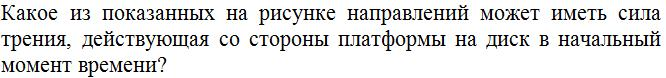 Какое из показанных на рисунке направлений может иметь сила
трения, действующая со стороны платформы на диск в начальный
момент времени?